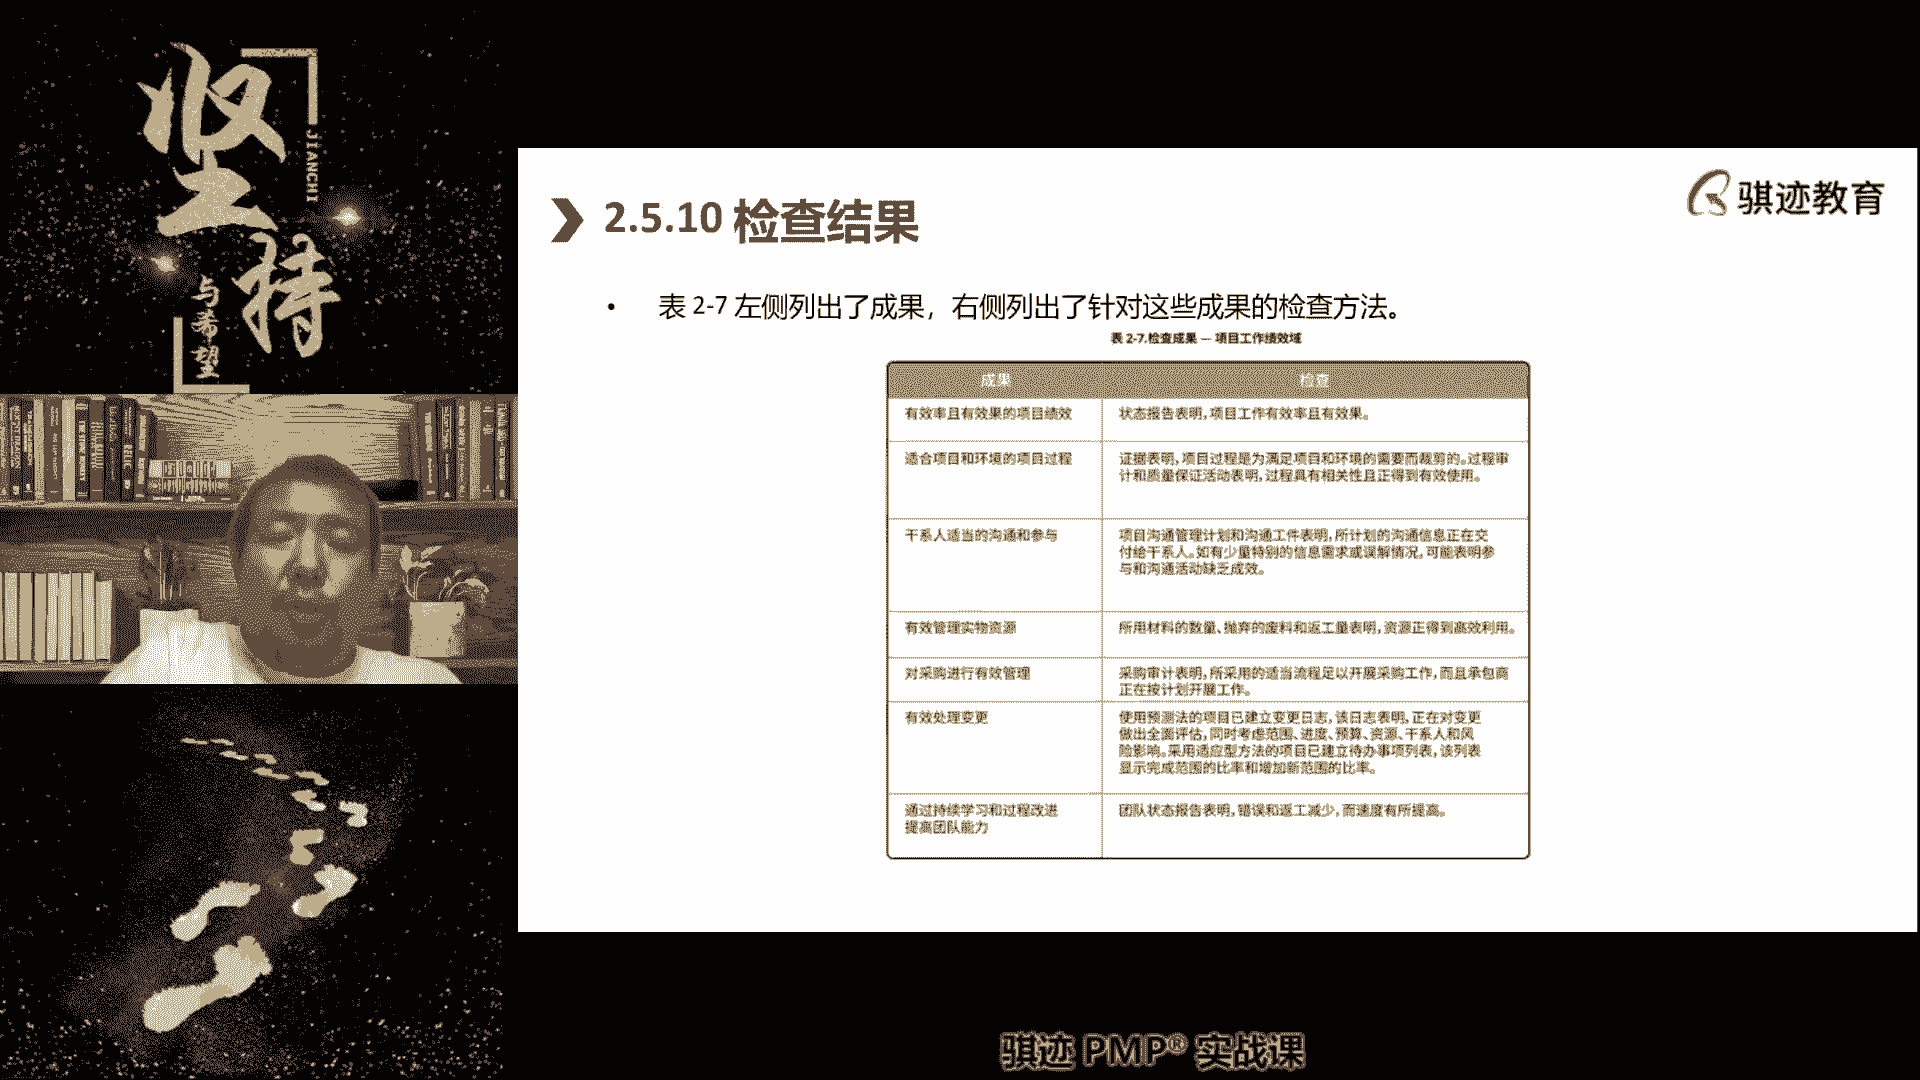 坚
持
JIANCHI
与希望
2.5.10 检查结果
骐迹教育
• 表 2-7 左侧列出了成果，右侧列出了针对这些成果的检查方法。
表 2-7.检查成果 — 项目工作绩效域
成果
检查
有效率且有效果的项目绩效
状态报告表明，项目工作有效率且有效果。
适合项目和环境的项目过程
证据表明，项目过程是为满足项目和环境的需要而裁剪的。过程审
计和质量保证活动表明，过程具有相关性且正得到有效使用。
干系人适当的沟通和参与
项目沟通管理计划和沟通工件表明，所计划的沟通信息正在交
付给干系人。如有少量特别的信息需求或误解情况，可能表明参
与和沟通活动缺乏成效。
有效管理实物资源
所用材料的数量、抛弃的废料和返工量表明，资源正得到高效利用。
对采购进行有效管理
采购审计表明，所采用的适当流程足以开展采购工作，而且承包商
正在按计划开展工作。
有效处理变更
使用预测法的项目已建立变更日志，该日志表明，正在对变更
做出全面评估，同时考虑范围、进度、预算、资源、干系人和风
险影响。采用适应型方法的项目已建立待办事项列表，该列表
显示完成范围的比率和增加新范围的比率。
通过持续学习和过程改进
提高团队能力
团队状态报告表明，错误和返工减少，而速度有所提高。
骐迹 PMP® 实战课